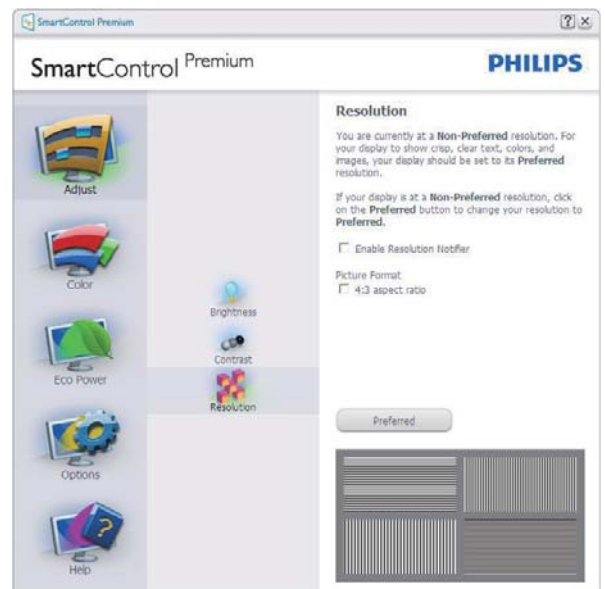 SmartControl Premium
SmartControl Premium
PHILIPS
Adjust
Color
Eco Power
Options
Help
Brightness
Contrast
Resolution
Resolution
You are currently at a Non-Preferred resolution. For
your display to show crisp, clear text, colors, and
images, your display should be set to its Preferred
resolution.
If your display is at a Non-Preferred resolution, click
on the Preferred button to change your resolution to
Preferred.
Enable Resolution Notifier
Picture Format
4:3 aspect ratio
Preferred